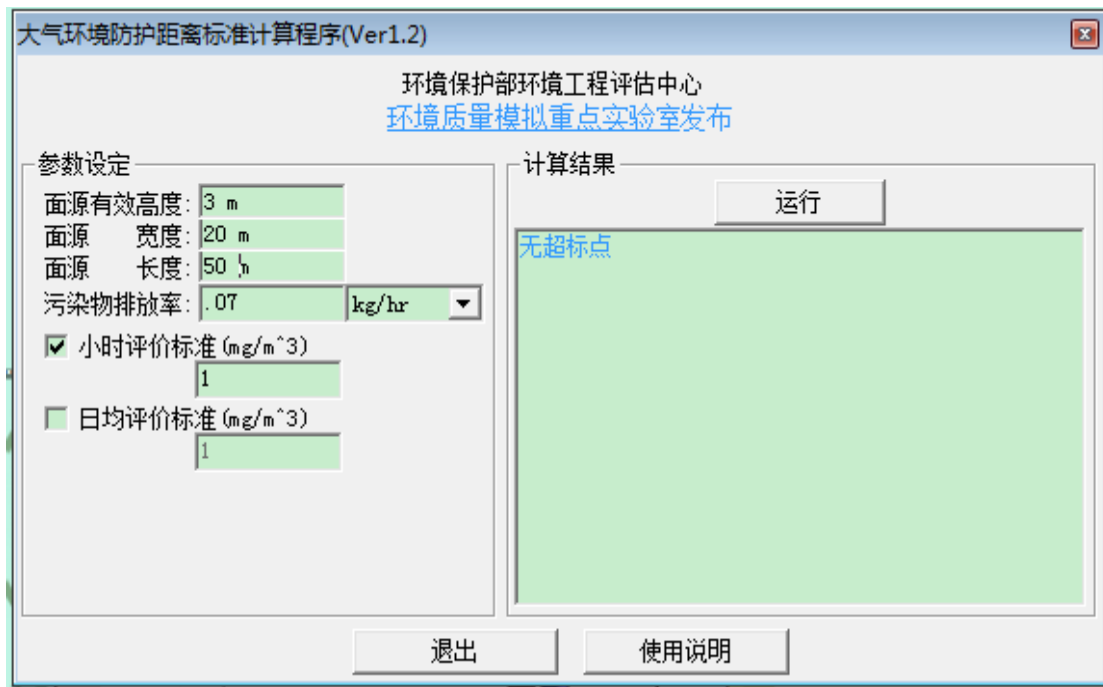 大气环境防护距离标准计算程序(Ver1.2)
环境保护部环境工程评估中心
环境质量模拟重点实验室发布
参数设定
面源有效高度: 3 m
面源 宽度: 20 m
面源 长度: 50 m
污染物排放率: .07 kg/hr
小时评价标准(mg/m^3)
1
日均评价标准(mg/m^3)
1
计算结果
运行
无超标点
退出
使用说明